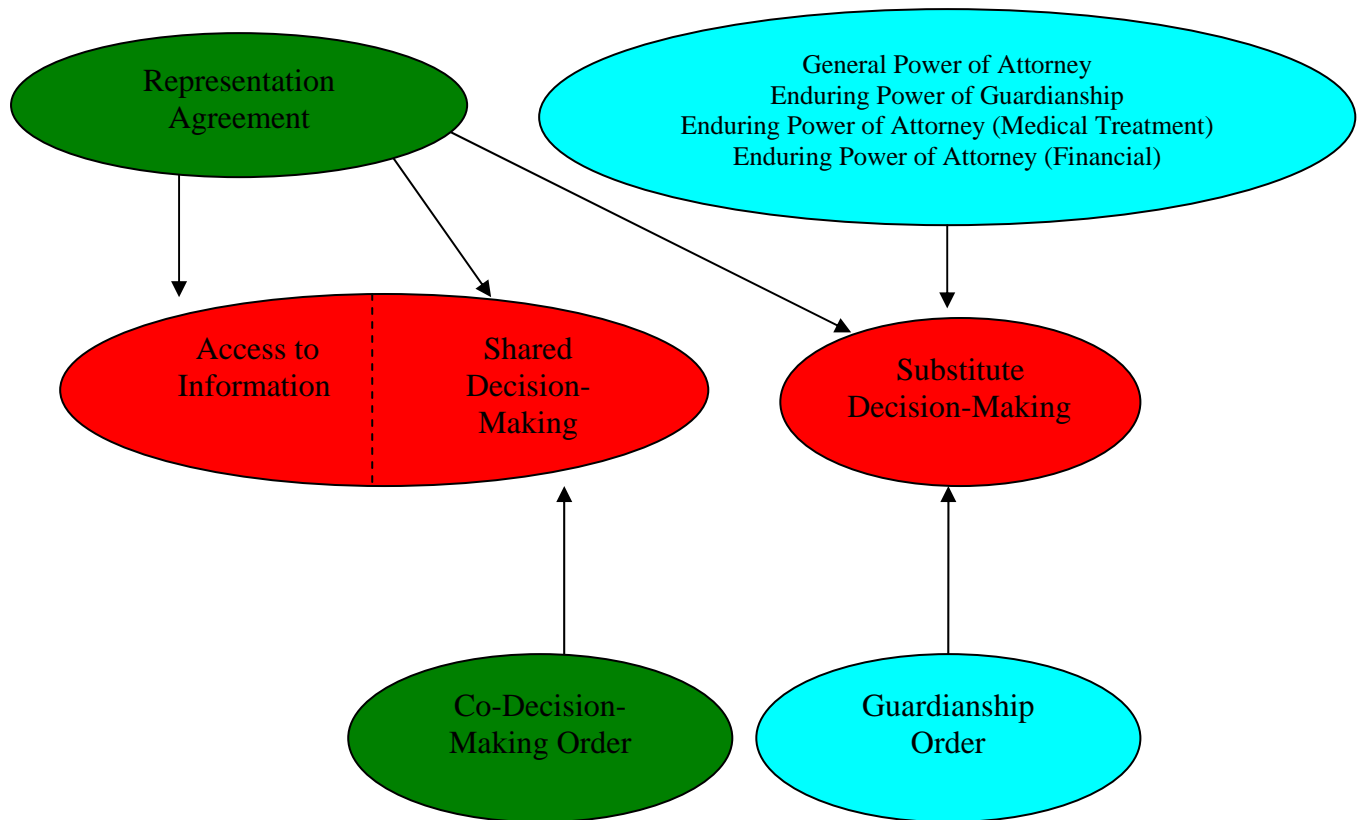 Representation
Agreement
General Power of Attorney
Enduring Power of Guardianship
Enduring Power of Attorney (Medical Treatment)
Enduring Power of Attorney (Financial)
Access to
Information
Shared
Decision-
Making
Substitute
Decision-Making
Co-Decision-
Making Order
Guardianship
Order